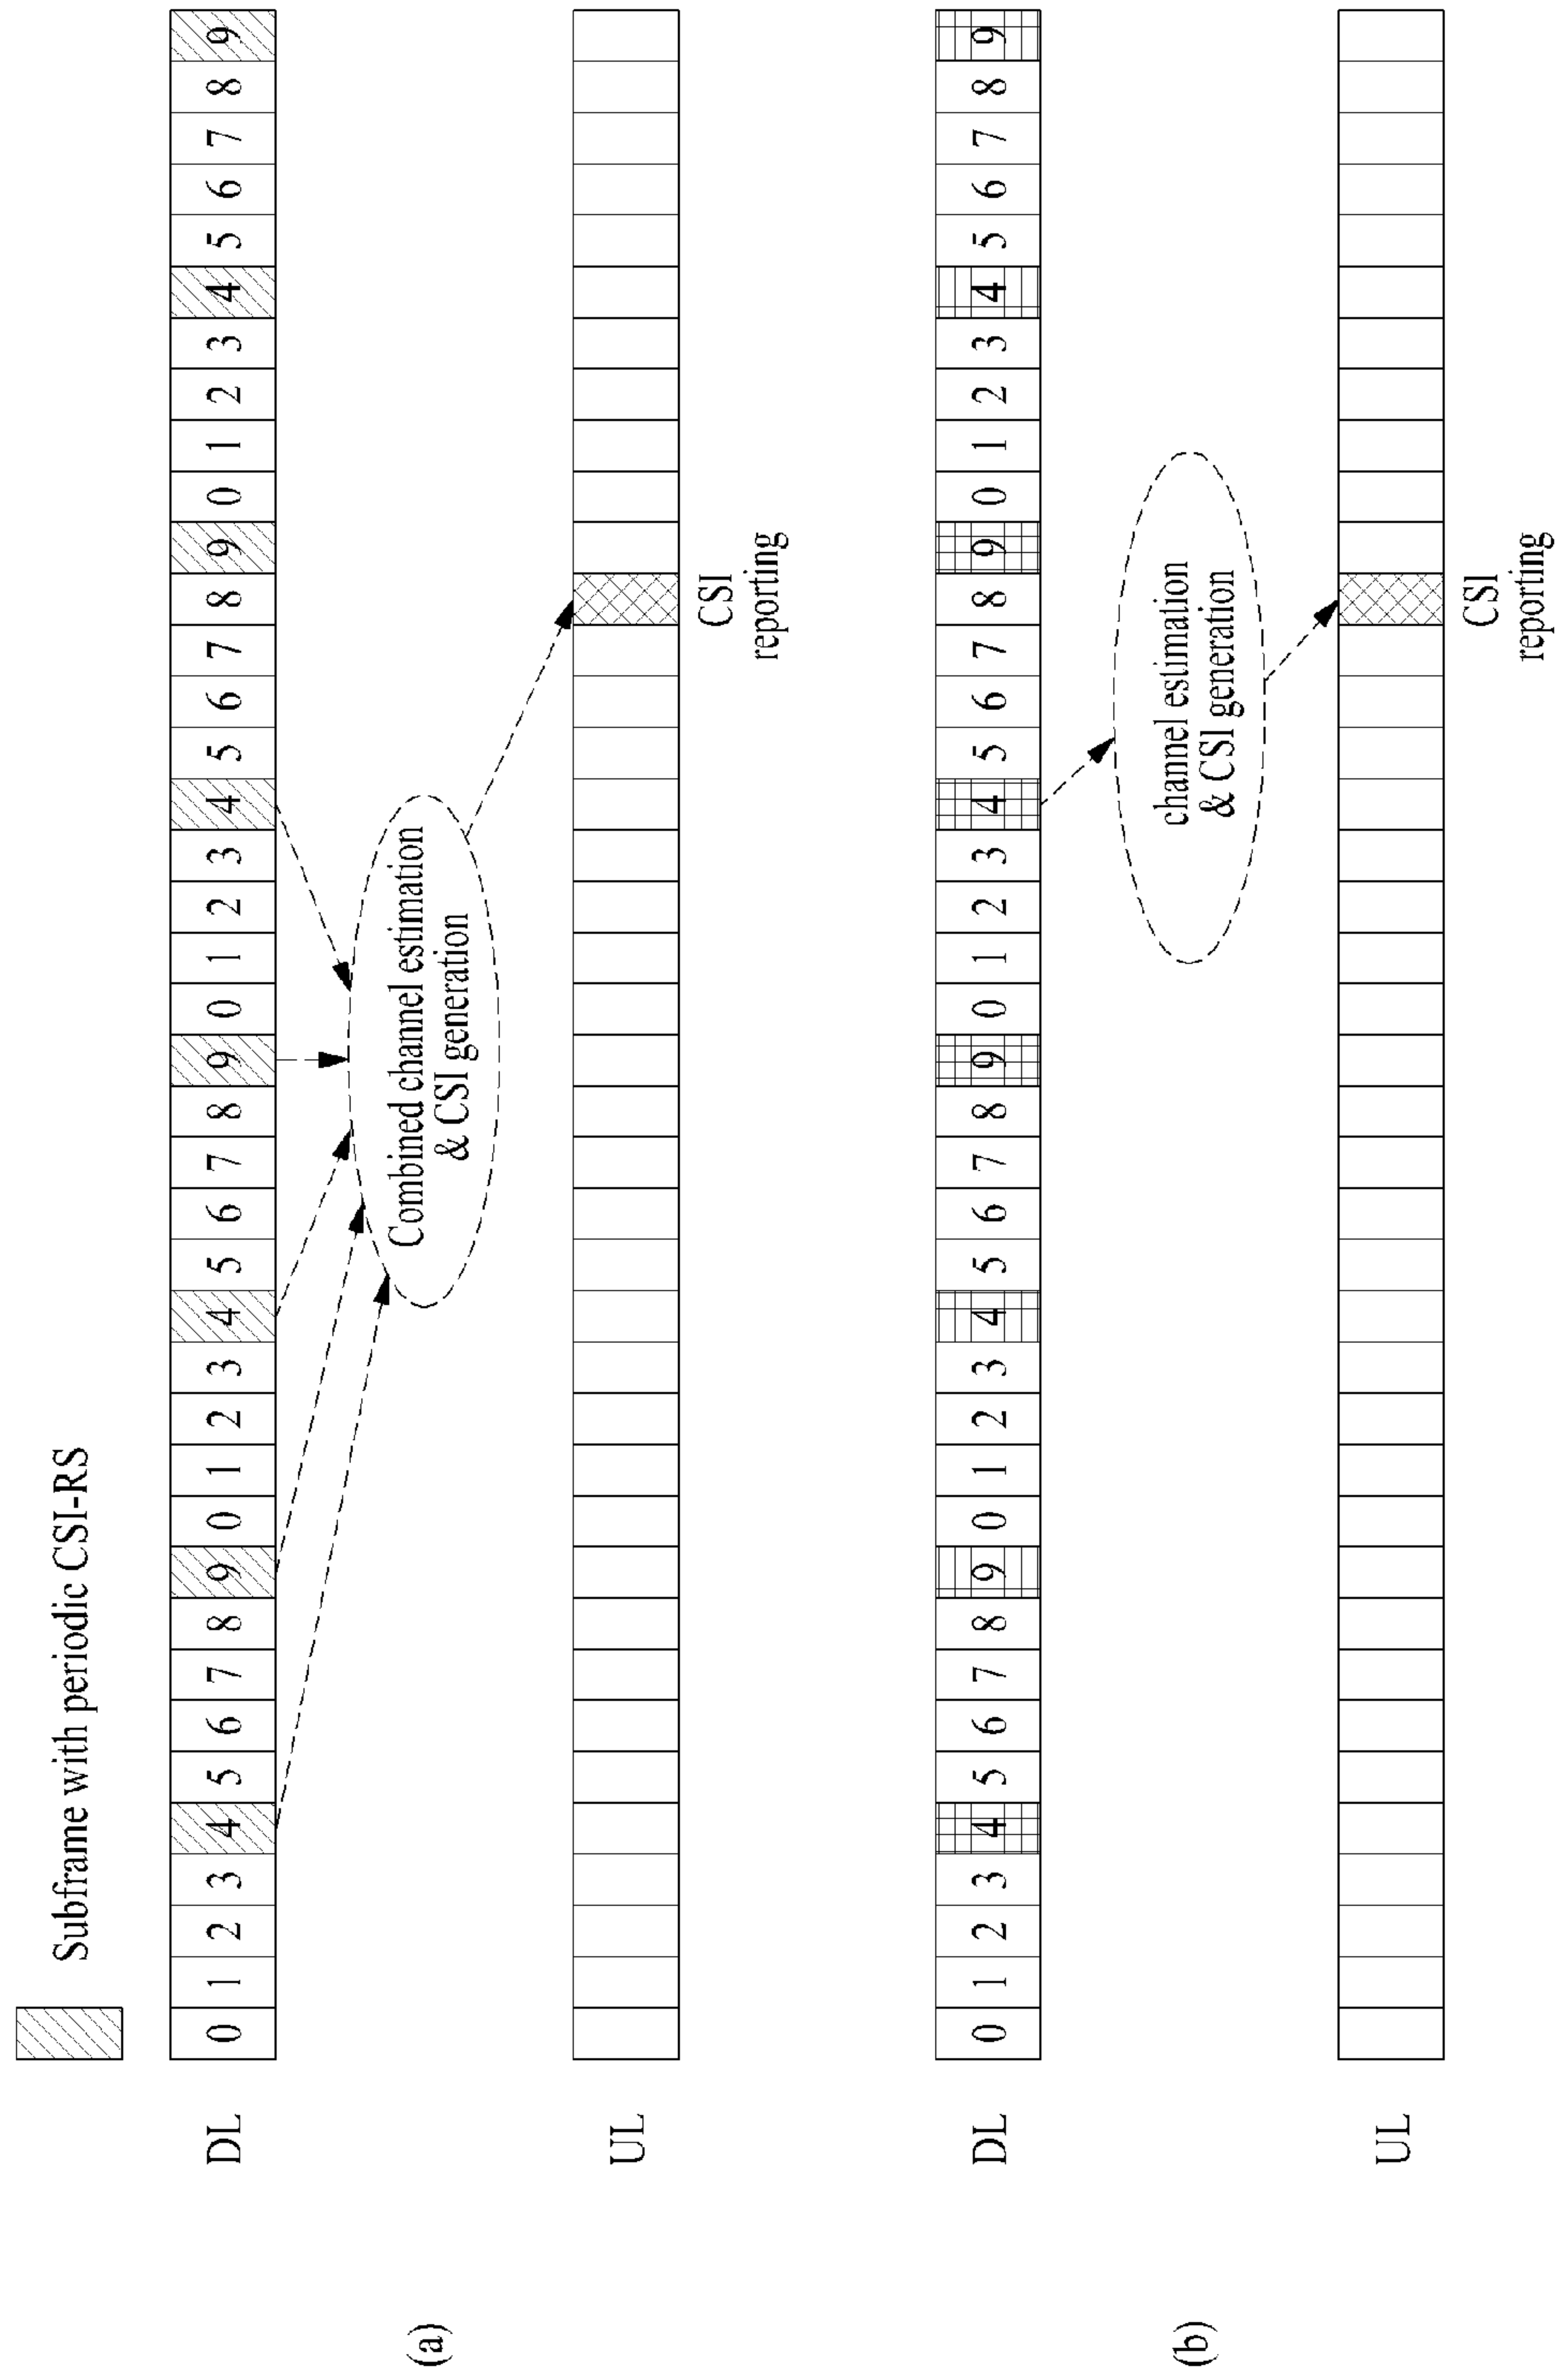 Subframe with periodic CSI-RS
(a)
DL
0 1 2 3 4 5 6 7 8 9 0 1 2 3 4 5 6 7 8 9 0 1 2 3 4 5 6 7 8 9 0 1 2 3 4 5 6 7 8 9
Combined channel estimation
& CSI generation
UL
CSI
reporting
(b)
DL
0 1 2 3 4 5 6 7 8 9 0 1 2 3 4 5 6 7 8 9 0 1 2 3 4 5 6 7 8 9 0 1 2 3 4 5 6 7 8 9
channel estimation
& CSI generation
UL
CSI
reporting